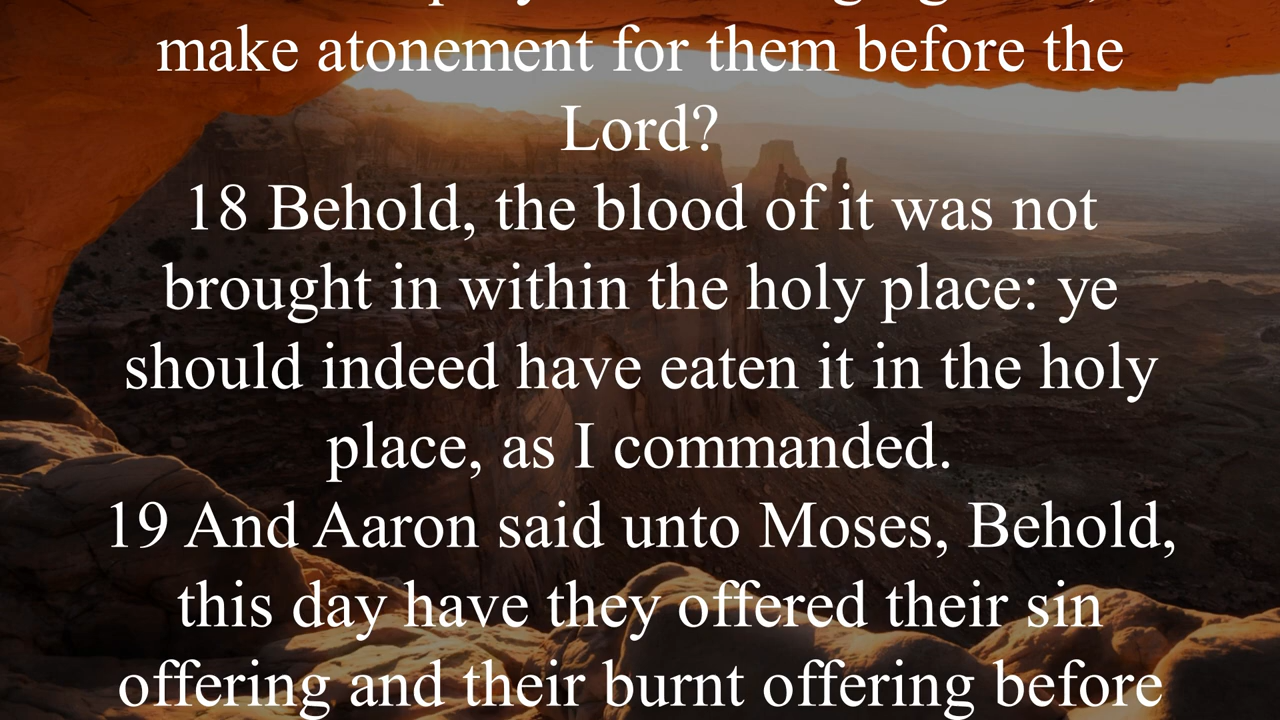 make atonement for them before the
Lord?
18 Behold, the blood of it was not
brought in within the holy place: ye
should indeed have eaten it in the holy
place, as I commanded.
19 And Aaron said unto Moses, Behold,
this day have they offered their sin
offering and their burnt offering before